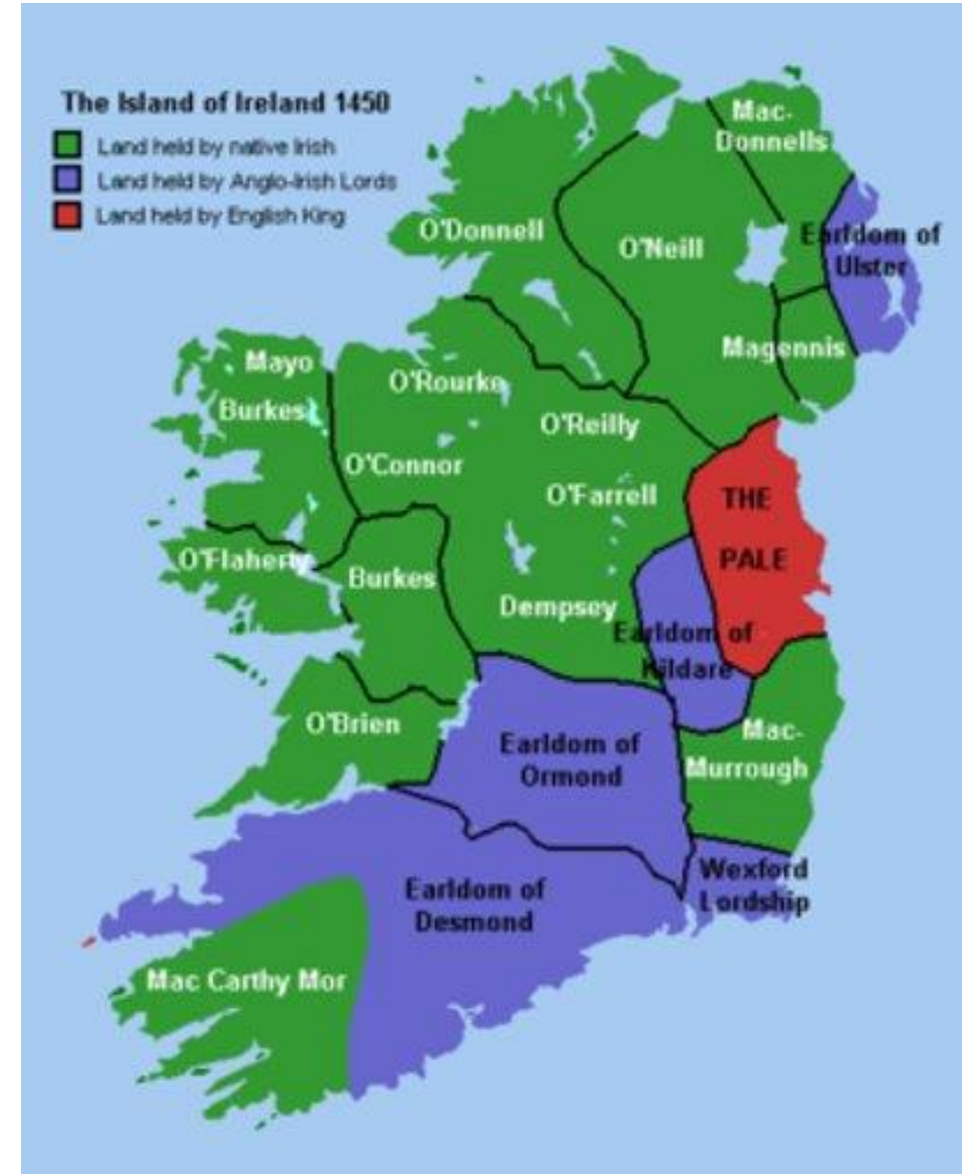 The Island of Ireland 1450
Land held by native Irish
Land held by Anglo-Irish Lords
Land held by English King
Mac-
Donnells
O'Donnell
O'Neill
Earldom of
Ulster
Magennis
Mayo
Burkes
O'Rourke
O'Reilly
O'Connor
O'Farrell
THE
PALE
O'Flaherty
Burkes
Dempsey
Earldom of
Kildare
O'Brien
Earldom of
Ormond
Mac-
Murrough
Wexford
Lordship
Earldom of
Desmond
Mac Carthy Mor